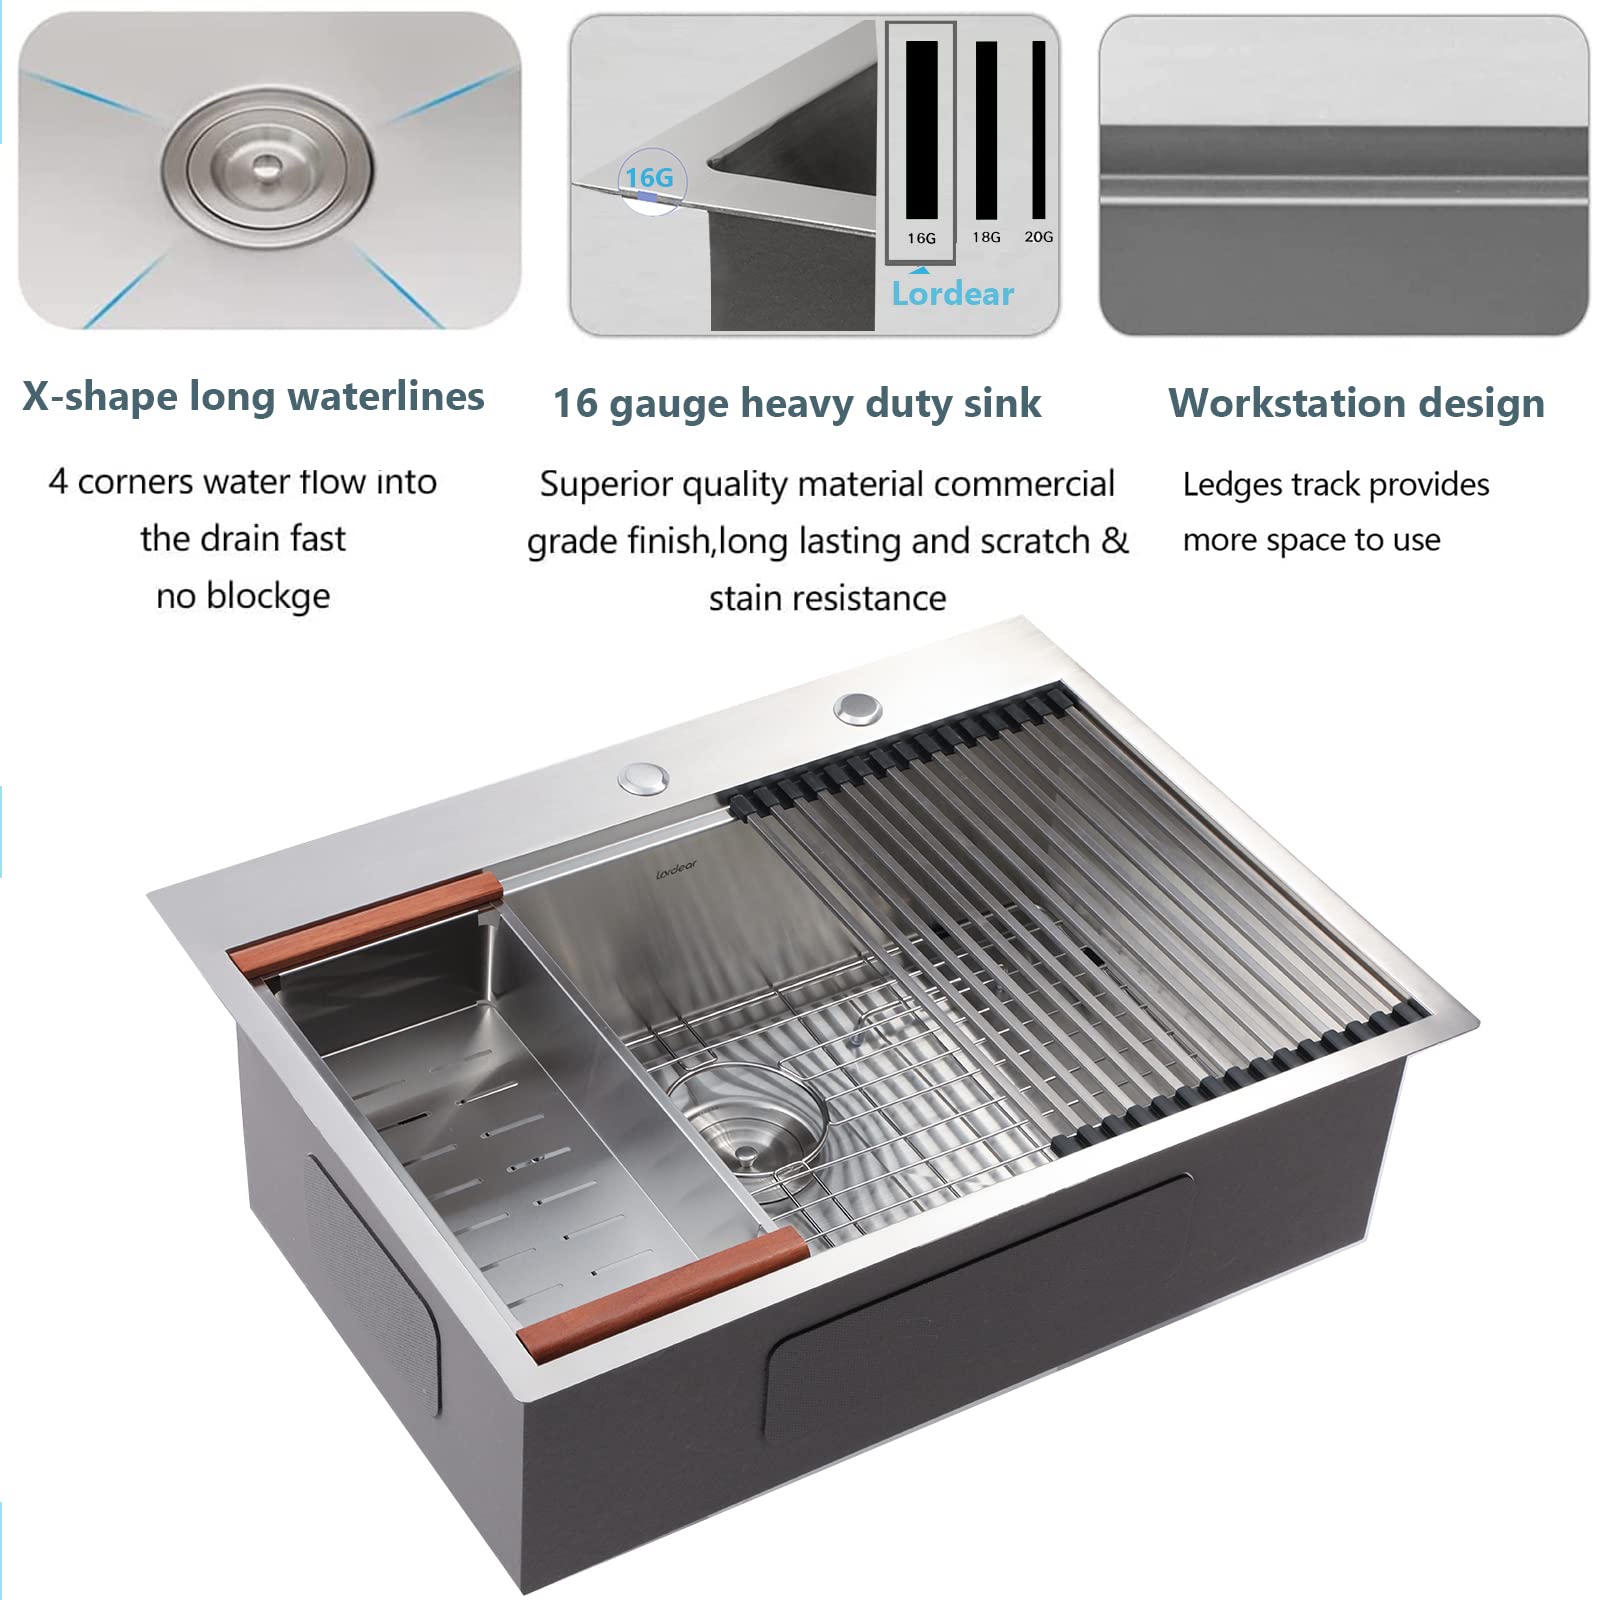 16G
16G
18G
20G
Lordear
X-shape long waterlines
4 corners water flow into
the drain fast
no blockge
16 gauge heavy duty sink
Superior quality material commercial
grade finish,long lasting and scratch &
stain resistance
Workstation design
Ledges track provides
more space to use
Lordear